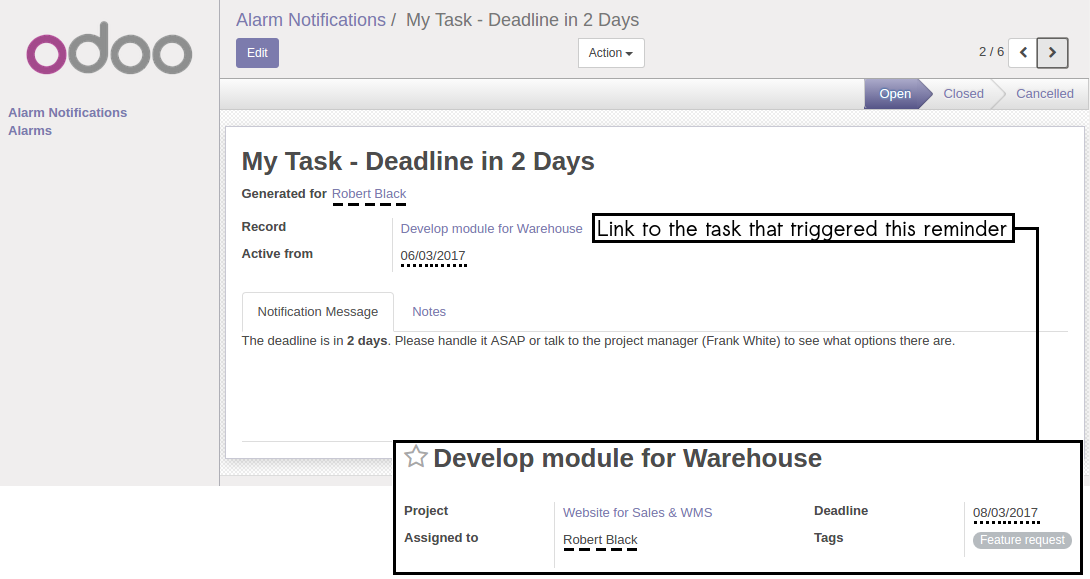 odoo
Alarm Notifications
Alarms
Alarm Notifications / My Task - Deadline in 2 Days
Edit
Action
2 / 6
Open Closed Cancelled
My Task - Deadline in 2 Days
Generated for Robert Black
Record Develop module for Warehouse Link to the task that triggered this reminder
Active from 06/03/2017
Notification Message Notes
The deadline is in 2 days. Please handle it ASAP or talk to the project manager (Frank White) to see what options there are.
Develop module for Warehouse
Project Website for Sales & WMS Deadline 08/03/2017
Assigned to Robert Black Tags Feature request